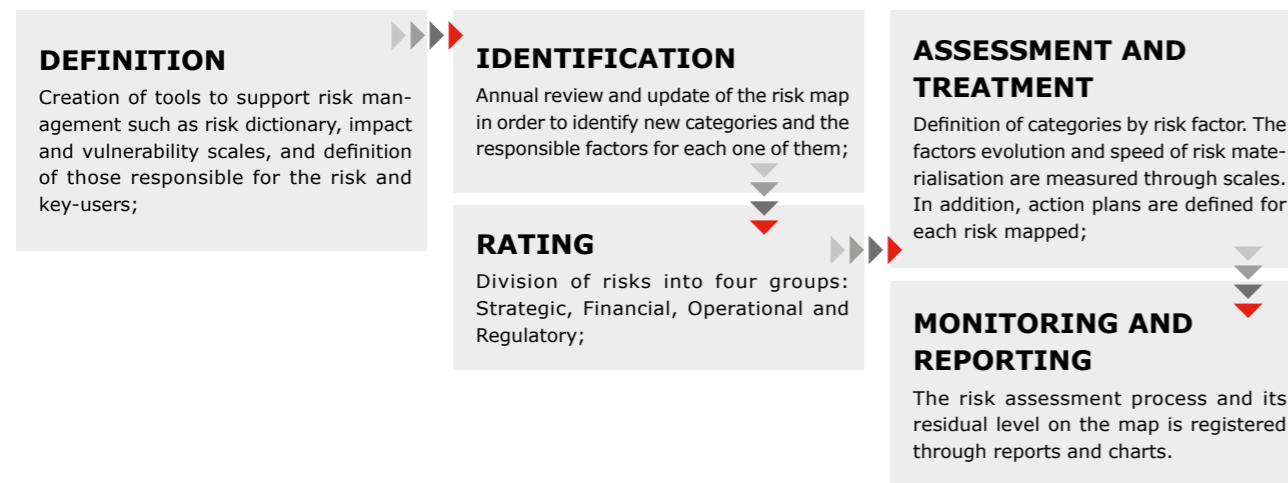 DEFINITION
Creation of tools to support risk man-
agement such as risk dictionary, impact
and vulnerability scales, and definition
of those responsible for the risk and
key-users;
IDENTIFICATION
Annual review and update of the risk map
in order to identify new categories and the
responsible factors for each one of them;
RATING
Division of risks into four groups:
Strategic, Financial, Operational and
Regulatory;
ASSESSMENT AND
TREATMENT
Definition of categories by risk factor. The
factors evolution and speed of risk mate-
rialisation are measured through scales.
In addition, action plans are defined for
each risk mapped;
MONITORING AND
REPORTING
The risk assessment process and its
residual level on the map is registered
through reports and charts.